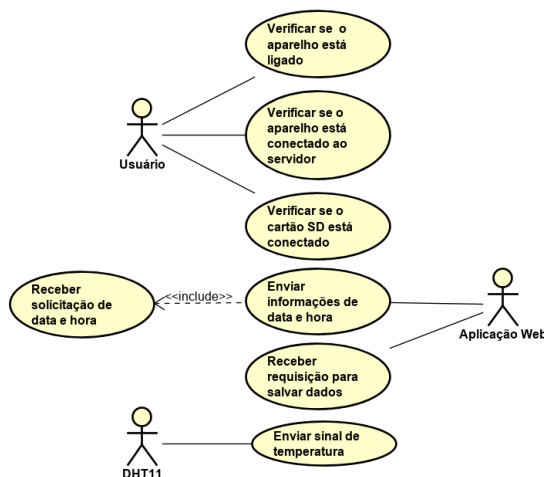 Verificar se  o
aparelho está
ligado
Verificar se o
aparelho está
conectado ao
servidor
Usuário
Verificar se o
cartão SD está
conectado
Receber
solicitação de
data e hora
<<include>>
Enviar
informações de
data e hora
Aplicação Web
Receber
requisição para
salvar dados
Enviar sinal de
temperatura
DHT11